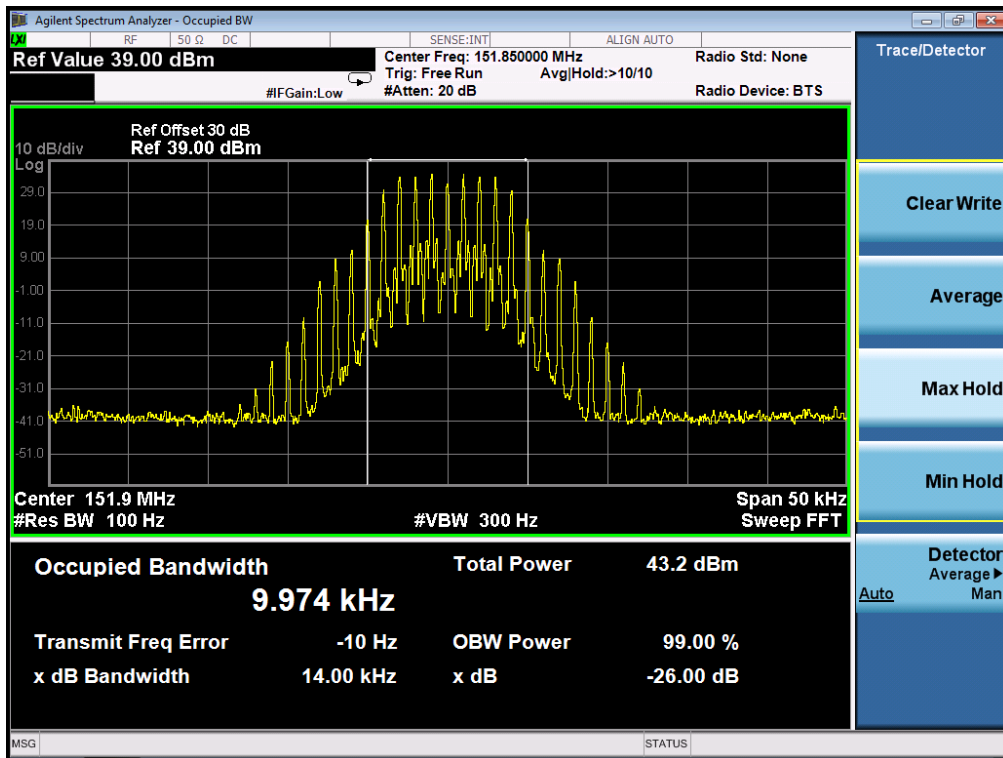 Agilent Spectrum Analyzer - Occupied BW
LXI RF 50 Ω DC SENSE:INT ALIGN AUTO
Ref Value 39.00 dBm
Center Freq: 151.850000 MHz
Radio Std: None
Trig: Free Run Avg|Hold:>10/10
#IFGain:Low
#Atten: 20 dB
Radio Device: BTS
Ref Offset 30 dB
10 dB/div Ref 39.00 dBm
Log
29.0
19.0
9.00
-1.00
-11.0
-21.0
-31.0
-41.0
-51.0
Center 151.9 MHz
Span 50 kHz
#Res BW 100 Hz
#VBW 300 Hz
Sweep FFT
Occupied Bandwidth
9.974 kHz
Total Power 43.2 dBm
Transmit Freq Error -10 Hz
OBW Power 99.00 %
x dB Bandwidth 14.00 kHz
x dB -26.00 dB
MSG
STATUS
Trace/Detector
Clear Write
Average
Max Hold
Min Hold
Detector
Average
Auto Man